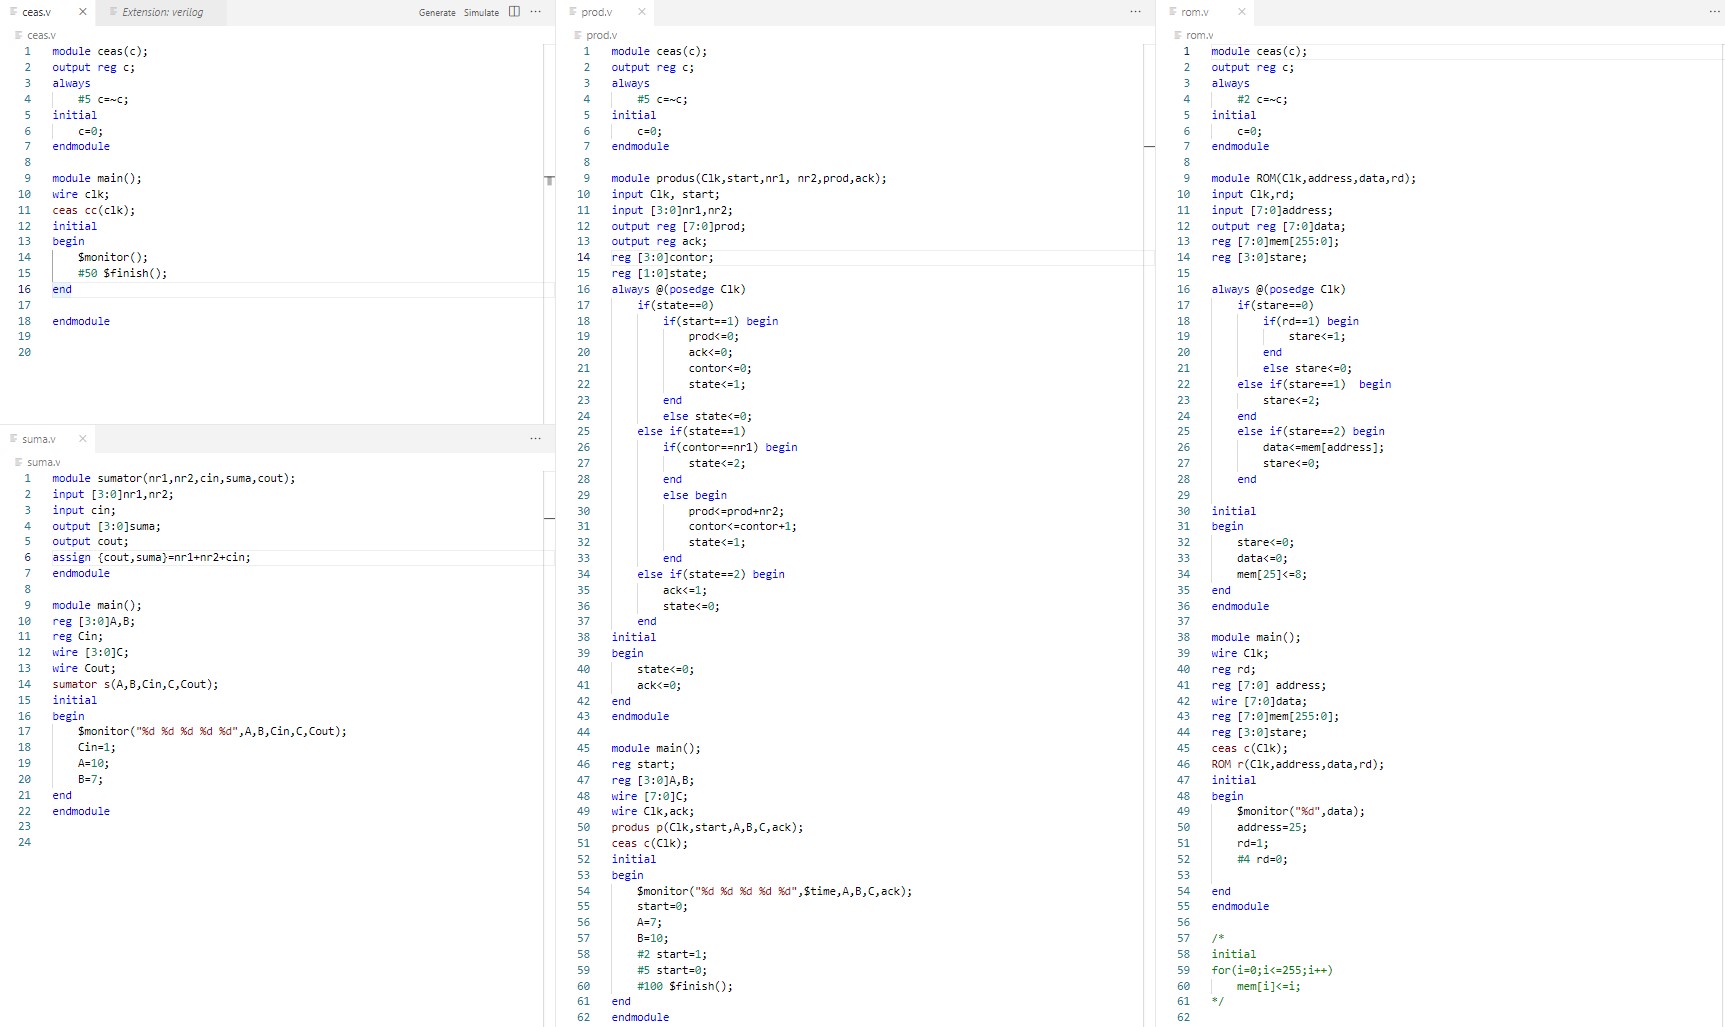 ceas.v
Extension: verilog
Generate Simulate
ceas.v
1 module ceas(c);
2 output reg c;
3 always
4 #5 c=~c;
5 initial
6 c=0;
7 endmodule
8
9 module main();
10 wire clk;
11 ceas cc(clk);
12 initial
13 begin
14 $monitor();
15 #50 $finish();
16 end
17
18 endmodule
19
20
suma.v
suma.v
1 module sumator(nr1,nr2,cin,suma,cout);
2 input [3:0]nr1,nr2;
3 input cin;
4 output [3:0]suma;
5 output cout;
6 assign {cout,suma}=nr1+nr2+cin;
7 endmodule
8
9 module main();
10 reg [3:0]A,B;
11 reg Cin;
12 wire [3:0]C;
13 wire Cout;
14 sumator s(A,B,Cin,C,Cout);
15 initial
16 begin
17 $monitor("%d %d %d %d %d",A,B,Cin,C,Cout);
18 Cin=1;
19 A=10;
20 B=7;
21 end
22 endmodule
23
24
prod.v
prod.v
1 module ceas(c);
2 output reg c;
3 always
4 #5 c=~c;
5 initial
6 c=0;
7 endmodule
8
9 module produs(Clk,start,nr1, nr2,prod,ack);
10 input Clk, start;
11 input [3:0]nr1,nr2;
12 output reg [7:0]prod;
13 output reg ack;
14 reg [3:0]contor;
15 reg [1:0]state;
16 always @(posedge Clk)
17 if(state==0)
18 if(start==1) begin
19 prod<=0;
20 ack<=0;
21 contor<=0;
22 state<=1;
23 end
24 else state<=0;
25 else if(state==1)
26 if(contor==nr1) begin
27 state<=2;
28 end
29 else begin
30 prod<=prod+nr2;
31 contor<=contor+1;
32 state<=1;
33 end
34 else if(state==2) begin
35 ack<=1;
36 state<=0;
37 end
38 initial
39 begin
40 state<=0;
41 ack<=0;
42 end
43 endmodule
44
45 module main();
46 reg start;
47 reg [3:0]A,B;
48 wire [7:0]C;
49 wire Clk,ack;
50 produs p(Clk,start,A,B,C,ack);
51 ceas c(Clk);
52 initial
53 begin
54 $monitor("%d %d %d %d %d",$time,A,B,C,ack);
55 start=0;
56 A=7;
57 B=10;
58 #2 start=1;
59 #5 start=0;
60 #100 $finish();
61 end
62 endmodule
rom.v
rom.v
1 module ceas(c);
2 output reg c;
3 always
4 #2 c=~c;
5 initial
6 c=0;
7 endmodule
8
9 module ROM(Clk,address,data,rd);
10 input Clk,rd;
11 input [7:0]address;
12 output reg [7:0]data;
13 reg [7:0]mem[255:0];
14 reg [3:0]stare;
15
16 always @(posedge Clk)
17 if(stare==0)
18 if(rd==1) begin
19 stare<=1;
20 end
21 else stare<=0;
22 else if(stare==1) begin
23 stare<=2;
24 end
25 else if(stare==2) begin
26 data<=mem[address];
27 stare<=0;
28 end
29
30 initial
31 begin
32 stare<=0;
33 data<=0;
34 mem[25]<=8;
35 end
36 endmodule
37
38 module main();
39 wire Clk;
40 reg rd;
41 reg [7:0] address;
42 wire [7:0]data;
43 reg [7:0]mem[255:0];
44 reg [3:0]stare;
45 ceas c(Clk);
46 ROM r(Clk,address,data,rd);
47 initial
48 begin
49 $monitor("%d",data);
50 address=25;
51 rd=1;
52 #4 rd=0;
53
54 end
55 endmodule
56
57 /*
58 initial
59 for(i=0;i<=255;i++)
60 mem[i]<=i;
61 */
62